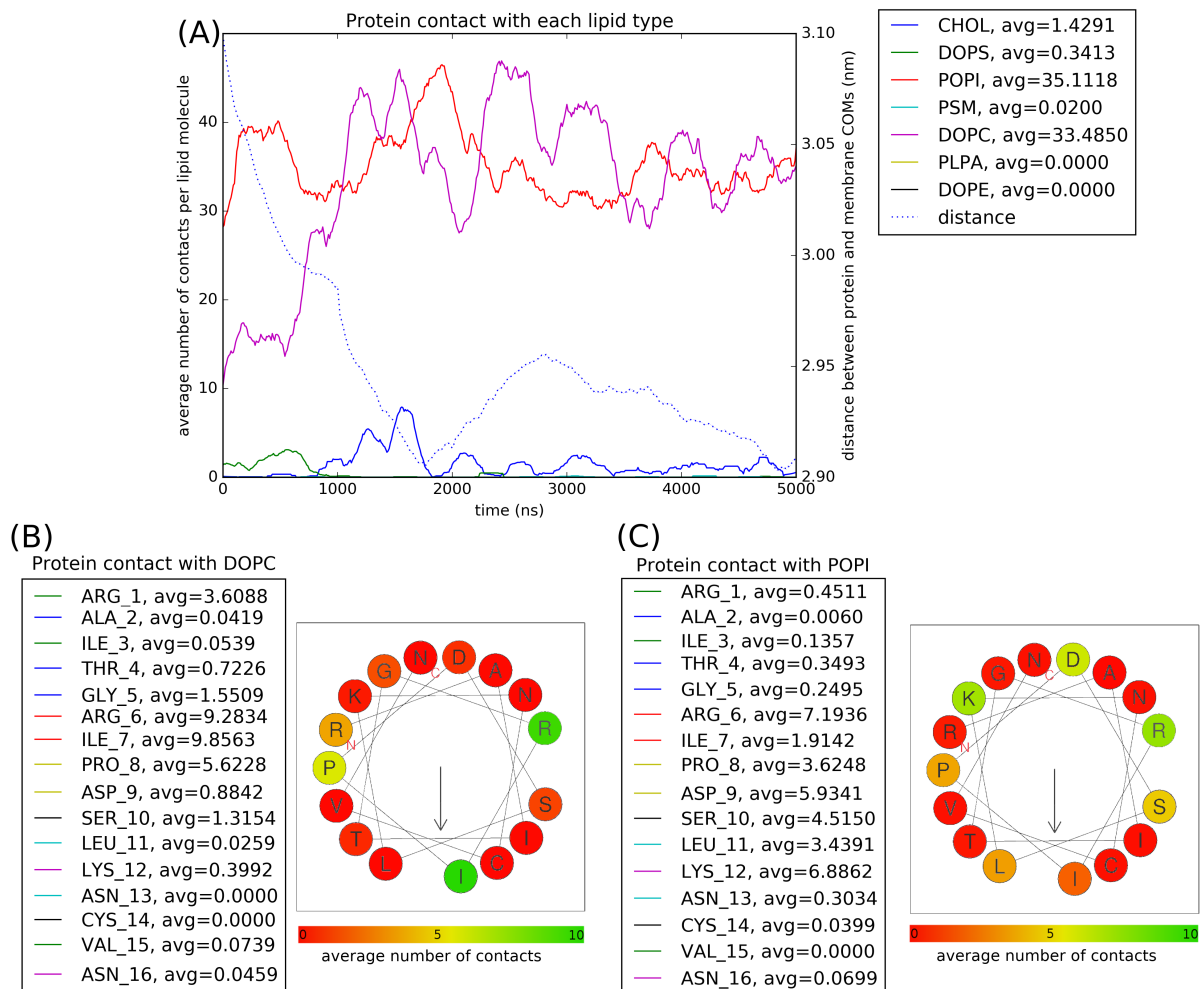 (A)
Protein contact with each lipid type
average number of contacts per lipid molecule
0
10
20
30
40
0
1000
2000
3000
4000
5000
time (ns)
2.90
2.95
3.00
3.05
3.10
distance between protein and membrane COMs (nm)
CHOL, avg=1.4291
DOPS, avg=0.3413
POPI, avg=35.1118
PSM, avg=0.0200
DOPC, avg=33.4850
PLPA, avg=0.0000
DOPE, avg=0.0000
distance
(B)
Protein contact with DOPC
ARG_1, avg=3.6088
ALA_2, avg=0.0419
ILE_3, avg=0.0539
THR_4, avg=0.7226
GLY_5, avg=1.5509
ARG_6, avg=9.2834
ILE_7, avg=9.8563
PRO_8, avg=5.6228
ASP_9, avg=0.8842
SER_10, avg=1.3154
LEU_11, avg=0.0259
LYS_12, avg=0.3992
ASN_13, avg=0.0000
CYS_14, avg=0.0000
VAL_15, avg=0.0739
ASN_16, avg=0.0459
G
N
D
A
N
K
R
R
P
V
T
L
I
C
I
S
C
N
0 5 10
average number of contacts
(C)
Protein contact with POPI
ARG_1, avg=0.4511
ALA_2, avg=0.0060
ILE_3, avg=0.1357
THR_4, avg=0.3493
GLY_5, avg=0.2495
ARG_6, avg=7.1936
ILE_7, avg=1.9142
PRO_8, avg=3.6248
ASP_9, avg=5.9341
SER_10, avg=4.5150
LEU_11, avg=3.4391
LYS_12, avg=6.8862
ASN_13, avg=0.3034
CYS_14, avg=0.0399
VAL_15, avg=0.0000
ASN_16, avg=0.0699
G
N
D
A
N
K
R
R
P
V
T
L
I
C
I
S
C
N
0 5 10
average number of contacts